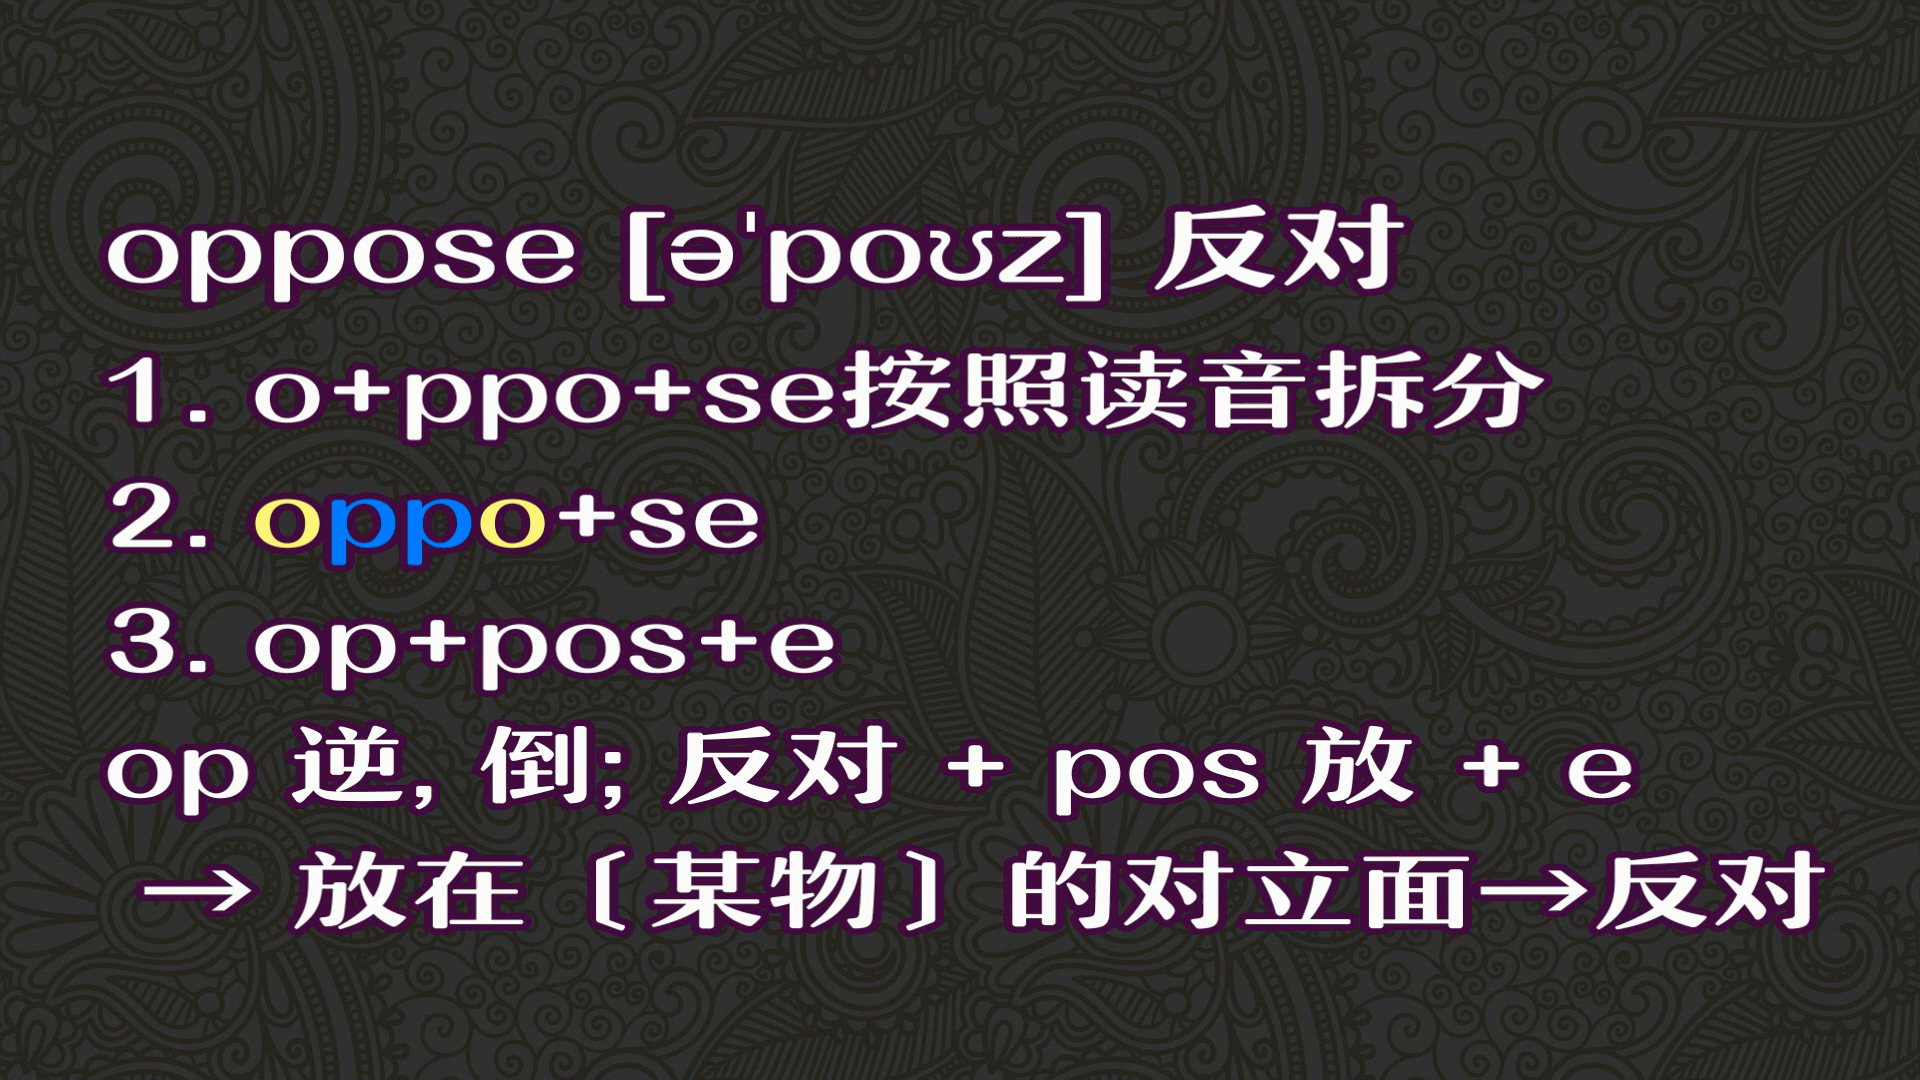 oppose [ə'poʊz] 反对
1. o+ppo+se按照读音拆分
2. oppo+se
3. op+pos+e
op 逆, 倒; 反对 + pos 放 + e
→ 放在〔某物〕的对立面→反对